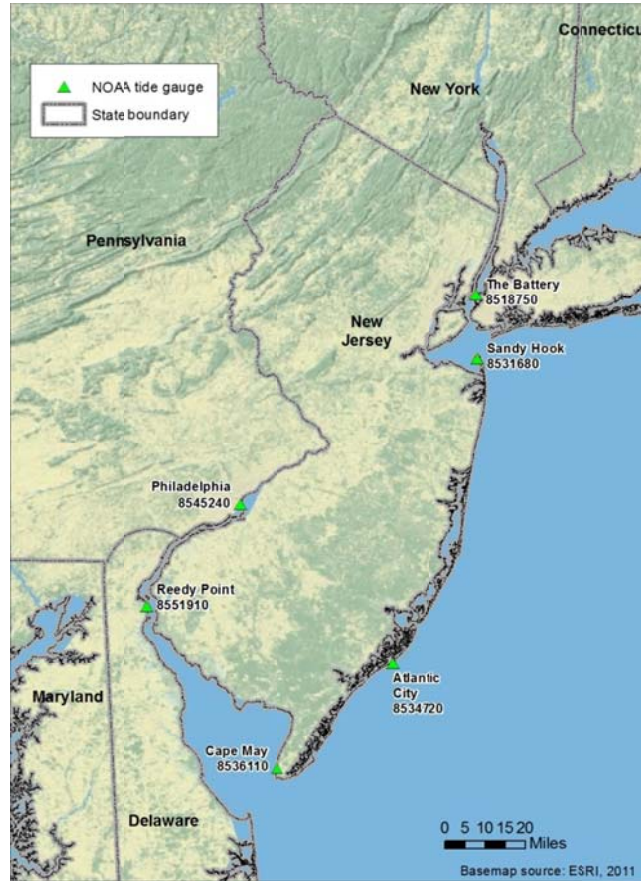 Connecticu
New York
NOAA tide gauge
State boundary
Pennsylvania
The Battery
8518750
New
Jersey
Sandy Hook
8531680
Philadelphia
8545240
Reedy Point
8551910
Atlantic
City
8534720
Maryland
Cape May
8536110
Delaware
0 5 10 15 20
Miles
Basemap source: ESRI, 2011